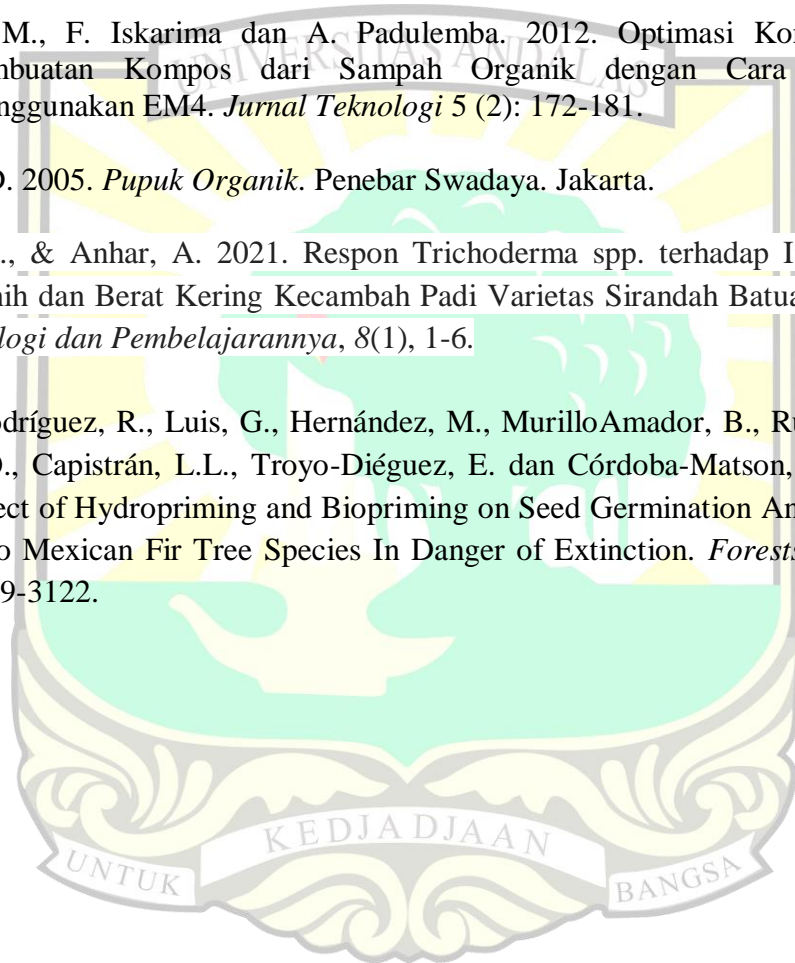 M., F. Iskarima dan A. Padulemba. 2012. Optimasi
mbuatan Kompos dari Sampah Organik dengan Cara
nggunakan EM4. Jurnal Teknologi 5 (2): 172-181.
2005. Pupuk Organik. Penebar Swadaya. Jakarta.
& Anhar, A. 2021. Respon Trichoderma spp. terhadap
nih dan Berat Kering Kecambah Padi Varietas Sirandah
logi dan Pembelajarannya, 8(1), 1-6.
odríguez, R., Luis, G., Hernández, M., MurilloAmador, B.,
Capistrán, L.L., Troyo-Diéguez, E. dan Córdoba-Matson,
ect of Hydropriming and Biopriming on Seed Germination
o Mexican Fir Tree Species In Danger of Extinction. Forests
9-3122.
UNIVERSITAS ANDALAS
KEDJADJAAN
UNTUK
BANGSA